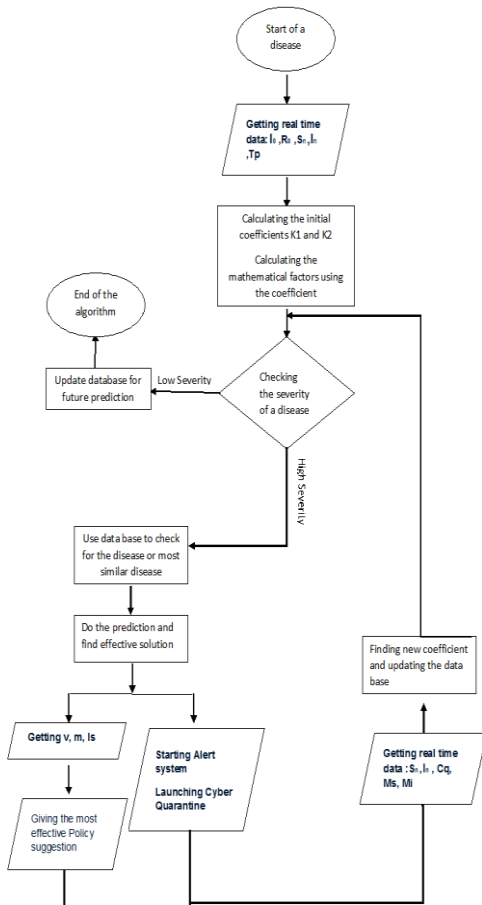 Start of a
disease
Getting real time
data: I₀ ,R₀ ,Sₙ,Iₙ
,Tp
Calculating the initial
coefficients K1 and K2
Calculating the
mathematical factors using
the coefficient
End of the
algorithm
Update database for
future prediction
Low Severity
Checking
the severity
of a disease
High Severity
Use data base to check
for the disease or most
similar disease
Do the prediction and
find effective solution
Finding new coefficient
and updating the data
base
Getting v, m, Is
Starting Alert
system
Launching Cyber
Quarantine
Getting real time
data : Sₙ,Iₙ , Cq,
Ms, Mi
Giving the most
effective Policy
suggestion